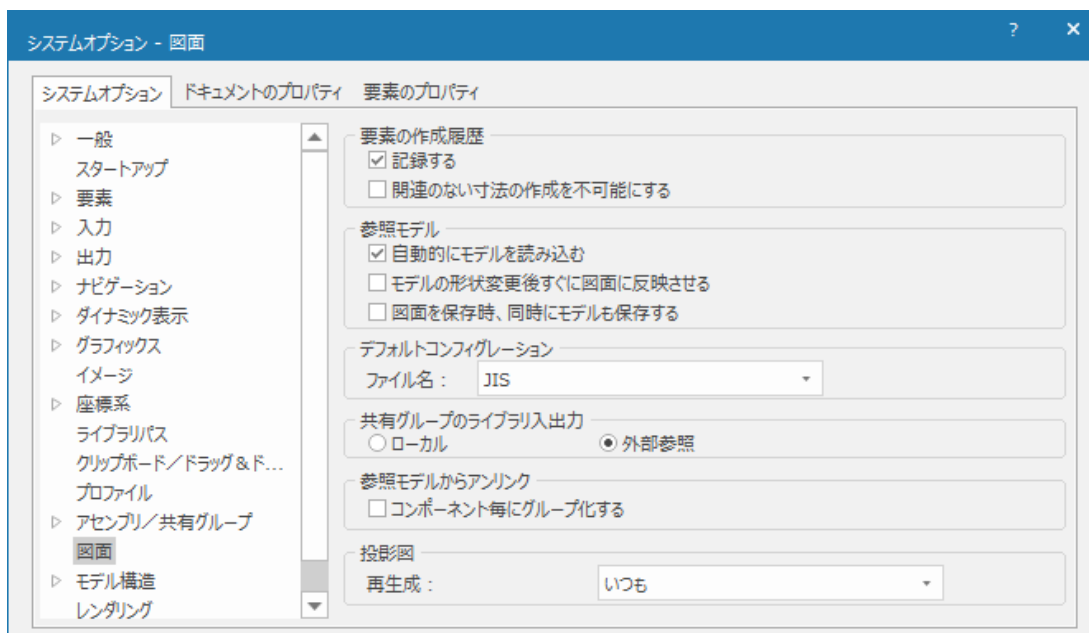 システムオプション - 図面
?
×
システムオプション ドキュメントのプロパティ 要素のプロパティ
一般
スタートアップ
要素
入力
出力
ナビゲーション
ダイナミック表示
グラフィックス
イメージ
座標系
ライブラリパス
クリップボード／ドラッグ＆ド...
プロファイル
アセンブリ／共有グループ
図面
モデル構造
レンダリング
要素の作成履歴
記録する
関連のない寸法の作成を不可能にする
参照モデル
自動的にモデルを読み込む
モデルの形状変更後すぐに図面に反映させる
図面を保存時、同時にモデルも保存する
デフォルトコンフィグレーション
ファイル名： JIS
共有グループのライブラリ入出力
ローカル 外部参照
参照モデルからアンリンク
コンポーネント毎にグループ化する
投影図
再生成： いつも